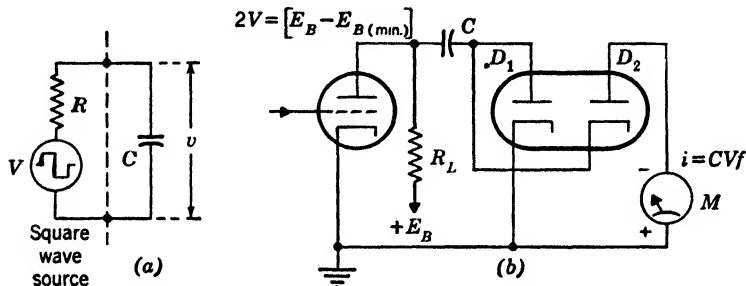 R
V
C
v
Square
wave
source
(a)
2V = [E_B – E_B (min.)]
C
D_1
D_2
R_L
+E_B
i = CVf
-
M
+
(b)